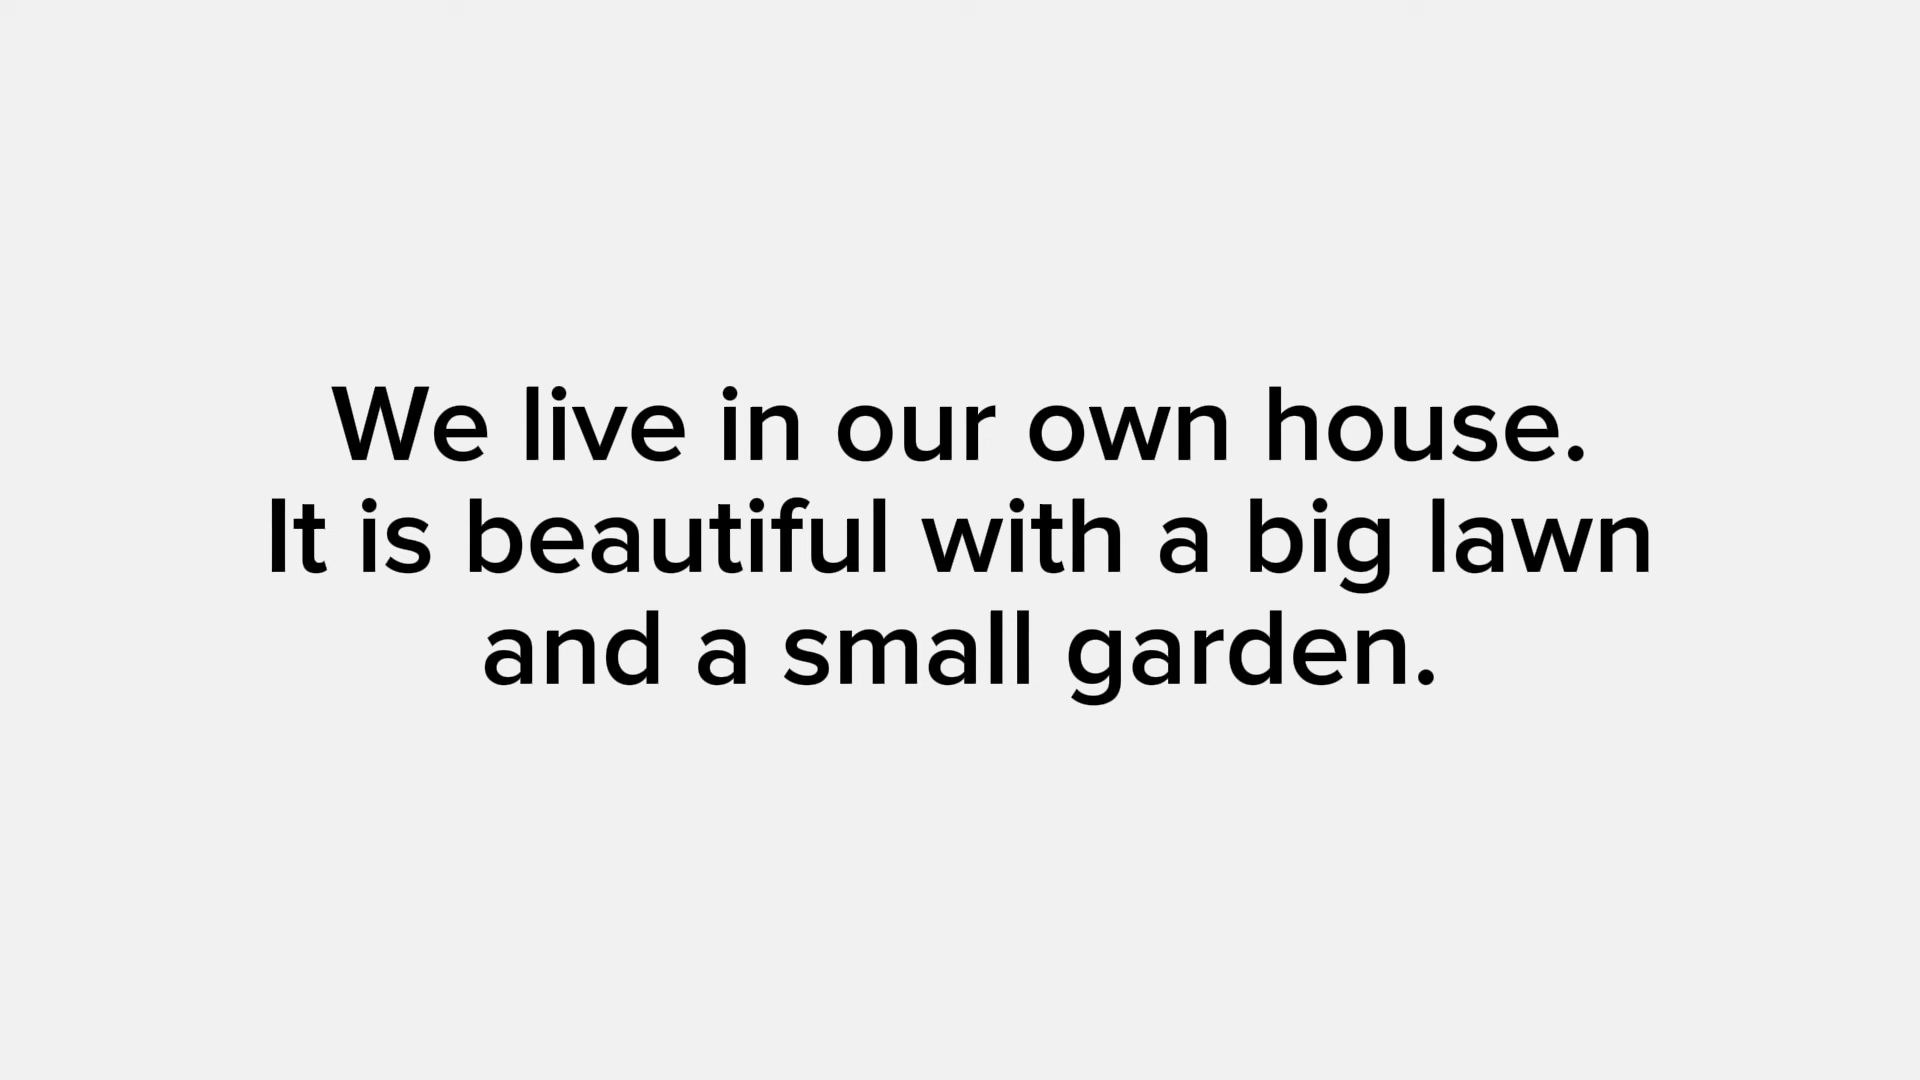 We live in our own house.
It is beautiful with a big lawn
and a small garden.